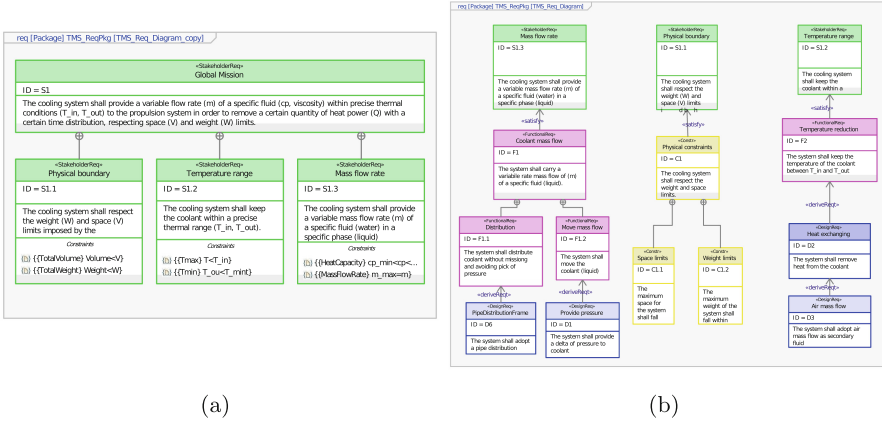 req [Package] TMS_ReqPkg [TMS_Req_Diagram_copy]
«StakeholderReq»
Global Mission
ID = S1
The cooling system shall provide a variable flow rate (m) of a specific fluid (cp, viscosity) within precise thermal
conditions (T_in, T_out) to the propulsion system in order to remove a certain quantity of heat power (Q) with a
certain time distribution, respecting space (V) and weight (W) limits.
«StakeholderReq»
Physical boundary
ID = S1.1
The cooling system shall respect
the weight (W) and space (V)
limits imposed by the
Constraints
{{TotalVolume} Volume<V}
{{TotalWeight} Weight<W}
«StakeholderReq»
Temperature range
ID = S1.2
The cooling system shall keep
the coolant within a precise
thermal range (T_in, T_out).
Constraints
{{Tmax} T<T_in}
{{Tmin} T_ou<T_mint}
«StakeholderReq»
Mass flow rate
ID = S1.3
The cooling system shall provide
a variable mass flow rate (m) of
a specific fluid (water) in a
specific phase (liquid)
Constraints
{{HeatCapacity} cp_min<cp<...
{{MassFlowRate} m_max>=m}
(a)
req [Package] TMS_ReqPkg [TMS_Req_Diagram]
«StakeholderReq»
Mass flow rate
ID = S1.3
The cooling system shall provide
a variable mass flow rate (m) of
a specific fluid (water) in a
specific phase (liquid)
«satisfy»
«FunctionalReq»
Coolant mass flow
ID = F1
The system shall carry a
variable rate mass flow of (m)
of a specific fluid (liquid).
«FunctionalReq»
Distribution
ID = F1.1
The system shall distribute
coolant without missiong
and avoiding pick of
pressure
«deriveReqt»
«DesignReq»
PipeDistributionFrame
ID = D6
The system shall adopt
a pipe distribution
«FunctionalReq»
Move mass flow
ID = F1.2
The system shall
move the
coolant (liquid)
«deriveReqt»
«DesignReq»
Provide pressure
ID = D1
The system shall provide
a delta of pressure to
coolant
«StakeholderReq»
Physical boundary
ID = S1.1
The cooling system
shall respect the
weight (W) and
space (V) limits
«satisfy»
«Constr»
Physical constraints
ID = C1
The cooling system
shall respect the
weight and space
limits.
«Constr»
Space limits
ID = C1.1
The
maximum
space for
the system
shall fall
«Constr»
Weight limits
ID = C1.2
The
maximum
weight of the
system shall
fall within
«StakeholderReq»
Temperature range
ID = S1.2
The cooling system
shall keep the
coolant within a
«satisfy»
«FunctionalReq»
Temperature reduction
ID = F2
The system shall keep the
temperature of the coolant
between T_in and T_out
«deriveReqt»
«DesignReq»
Heat exchanging
ID = D2
The system shall remove
heat from the coolant
«deriveReqt»
«DesignReq»
Air mass flow
ID = D3
The system shall adopt air
mass flow as secondary
fluid
(b)